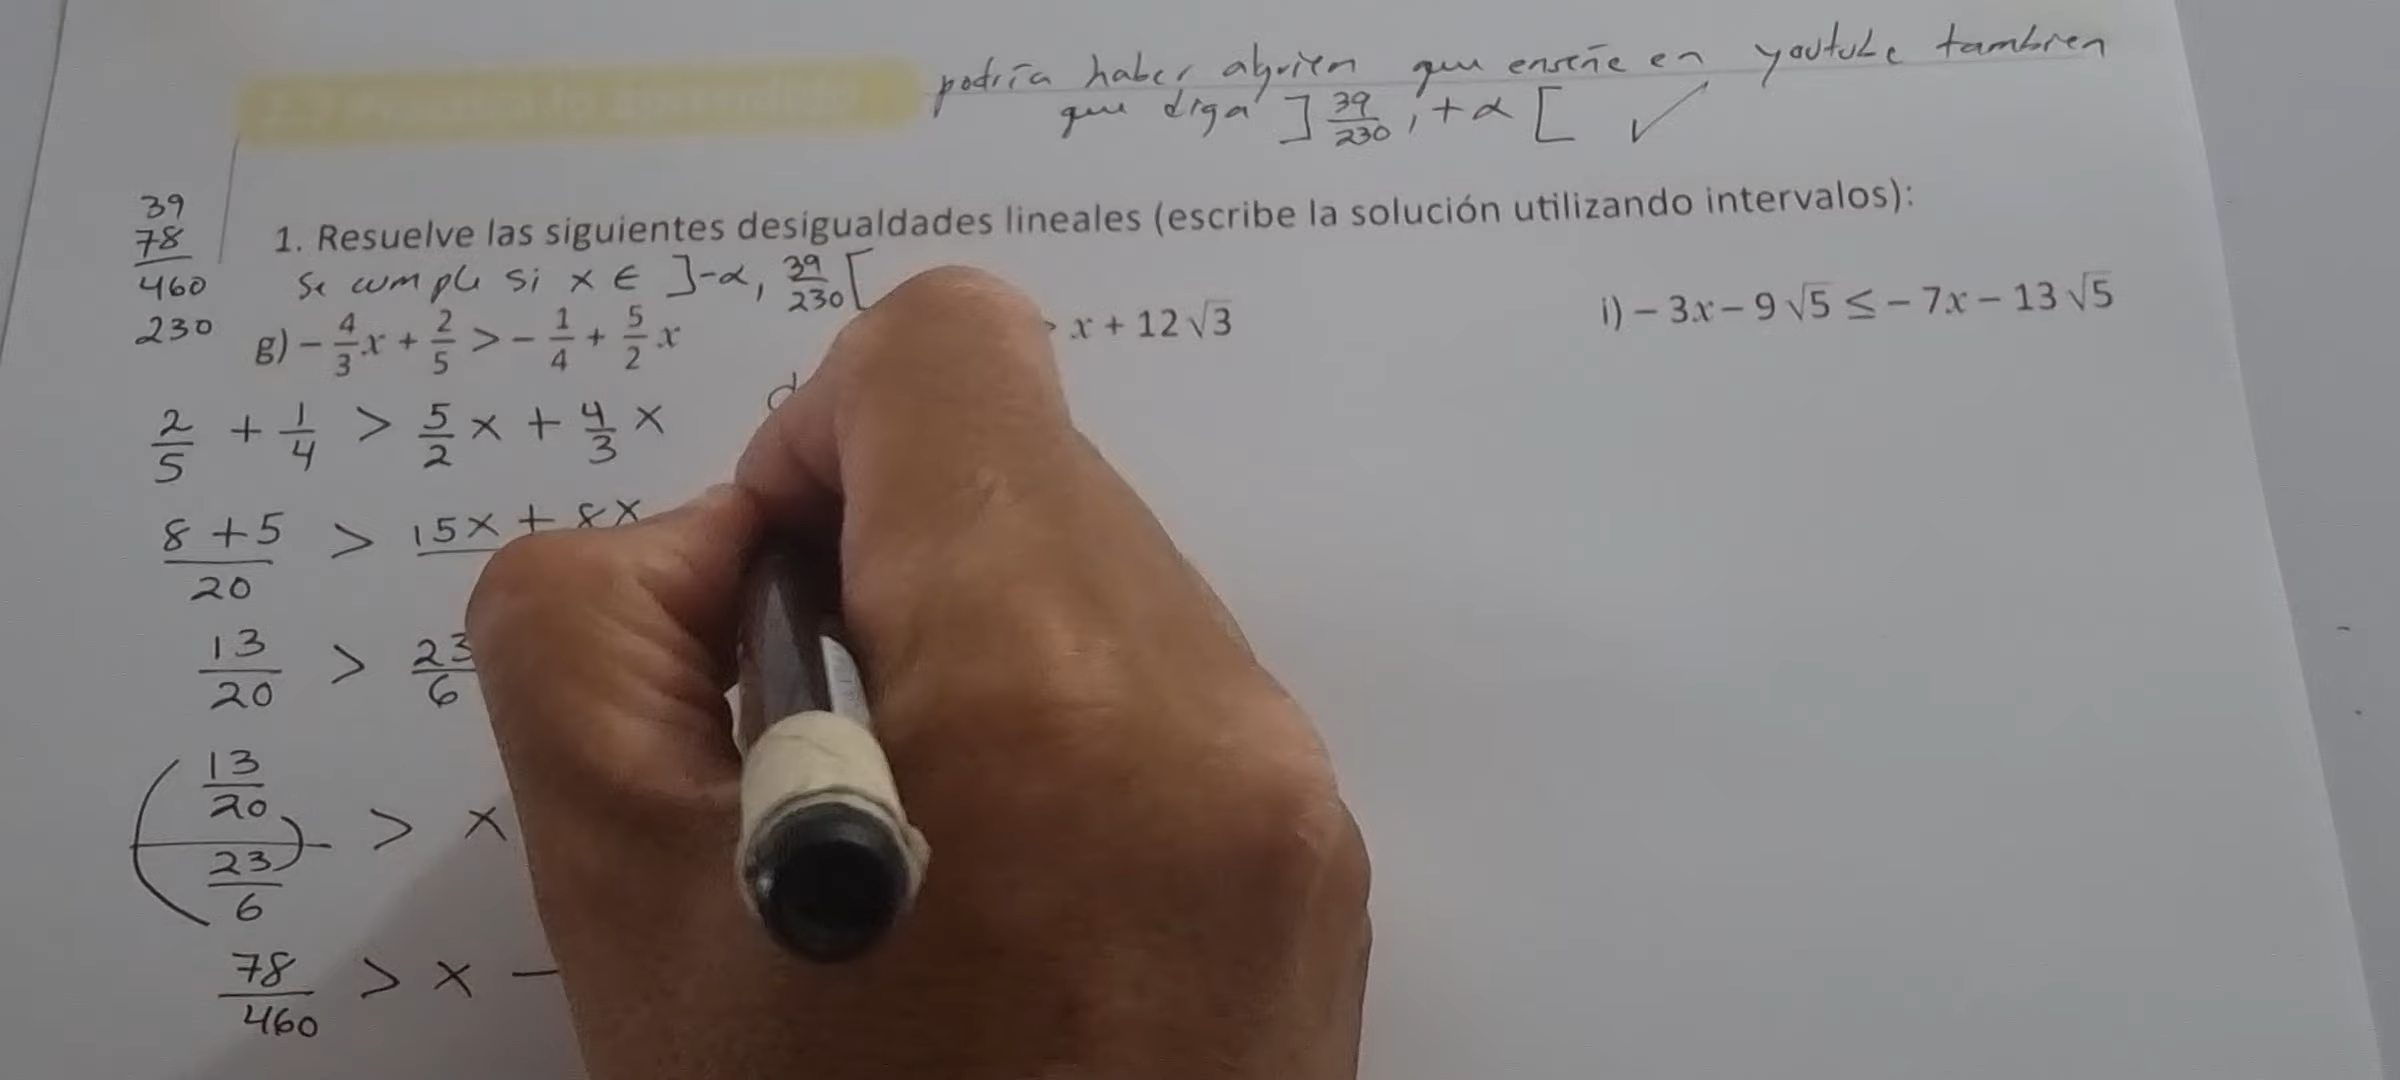 podría haber alguien que enseñe en youtube tambien
que diga ] 39/230, +α [ ✓
39
78
460
230
1. Resuelve las siguientes desigualdades lineales (escribe la solución utilizando intervalos):
Se cumple si x ∈ ]-α, 39/230 [
g) − 4/3 x + 2/5 > − 1/4 + 5/2 x
> x + 12 √3
i) − 3x − 9 √5 ≤ − 7x − 13 √5
2/5 + 1/4 > 5/2 x + 4/3 x
8 + 5 / 20 > 15x + 8x
13/20 > 23/6
(13/20 / 23/6) > x
78/460 > x −